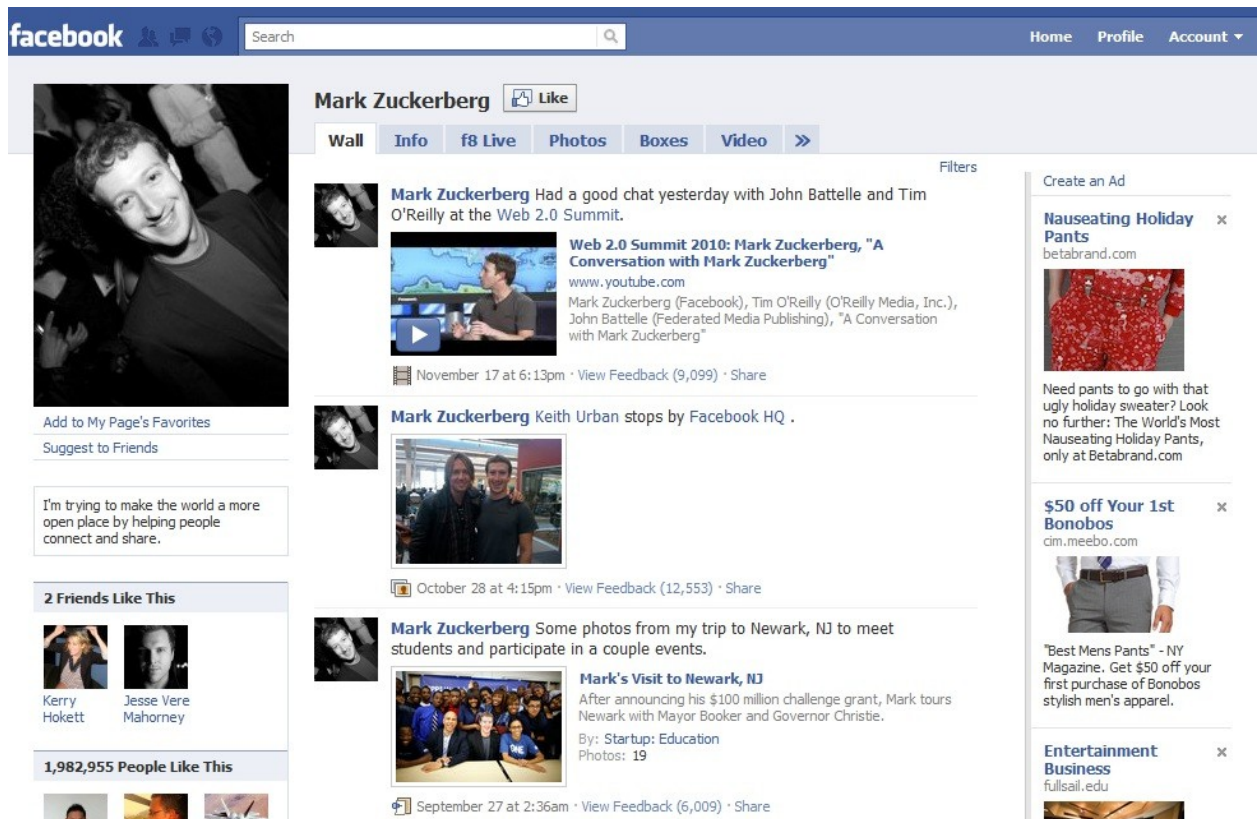 facebook
Search
Home Profile Account
Mark Zuckerberg Like
Wall Info f8 Live Photos Boxes Video »
Filters
Add to My Page's Favorites
Suggest to Friends
I'm trying to make the world a more
open place by helping people
connect and share.
2 Friends Like This
Kerry
Hokett
Jesse Vere
Mahorney
1,982,955 People Like This
Mark Zuckerberg Had a good chat yesterday with John Battelle and Tim
O'Reilly at the Web 2.0 Summit.
Web 2.0 Summit 2010: Mark Zuckerberg, "A
Conversation with Mark Zuckerberg"
www.youtube.com
Mark Zuckerberg (Facebook), Tim O'Reilly (O'Reilly Media, Inc.),
John Battelle (Federated Media Publishing), "A Conversation
with Mark Zuckerberg"
November 17 at 6:13pm · View Feedback (9,099) · Share
Mark Zuckerberg Keith Urban stops by Facebook HQ .
October 28 at 4:15pm · View Feedback (12,553) · Share
Mark Zuckerberg Some photos from my trip to Newark, NJ to meet
students and participate in a couple events.
Mark's Visit to Newark, NJ
After announcing his $100 million challenge grant, Mark tours
Newark with Mayor Booker and Governor Christie.
By: Startup: Education
Photos: 19
September 27 at 2:36am · View Feedback (6,009) · Share
Create an Ad
Nauseating Holiday
Pants
betabrand.com
Need pants to go with that
ugly holiday sweater? Look
no further: The World's Most
Nauseating Holiday Pants,
only at Betabrand.com
$50 off Your 1st
Bonobos
cim.meebo.com
"Best Mens Pants" - NY
Magazine. Get $50 off your
first purchase of Bonobos
stylish men's apparel.
Entertainment
Business
fullsail.edu